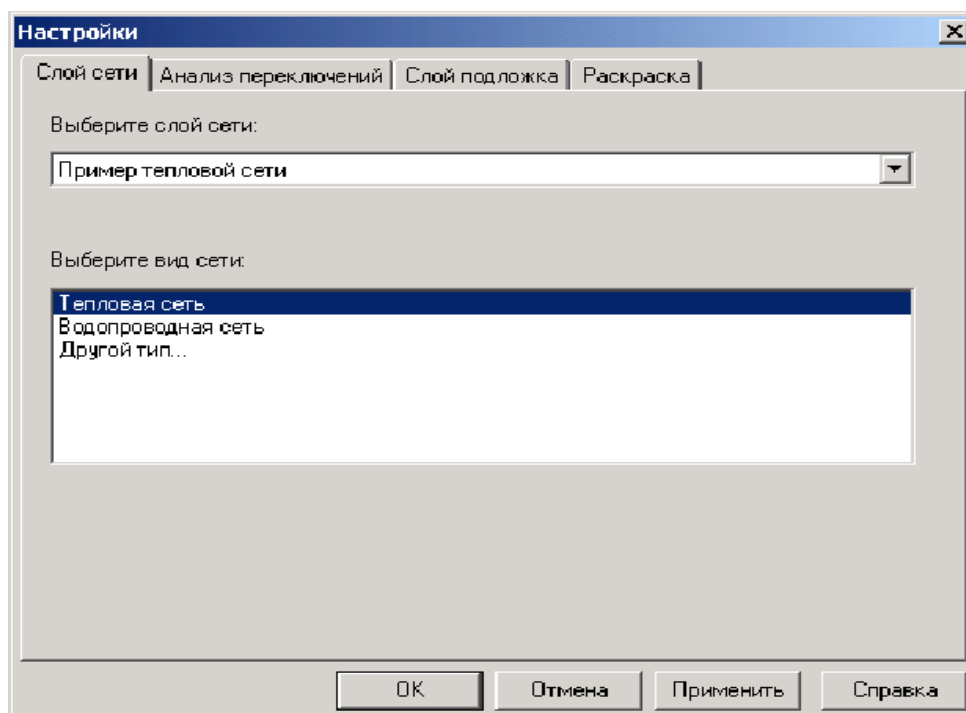 Настройки
Слой сети Анализ переключений Слой подложка Раскраска
Выберите слой сети:
Пример тепловой сети
Выберите вид сети:
Тепловая сеть
Водопроводная сеть
Другой тип...
OK Отмена Применить Справка